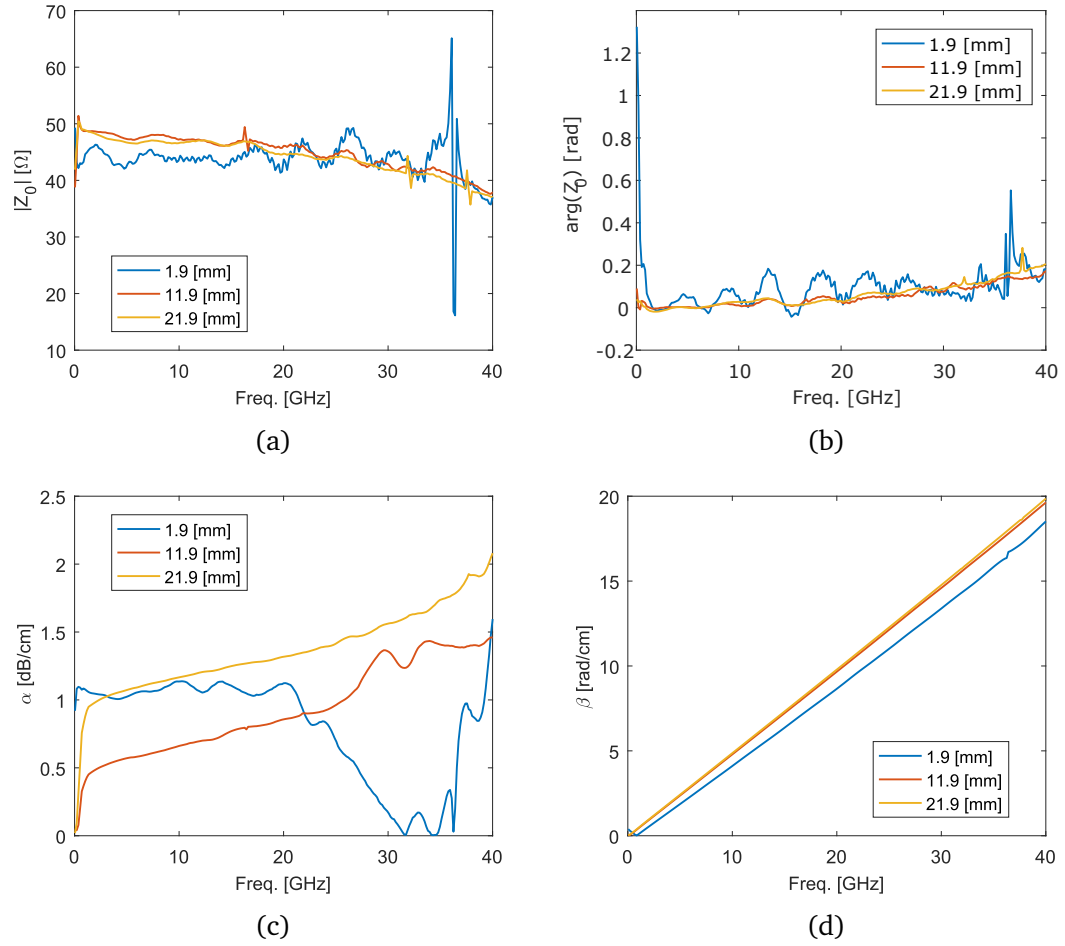 70
60
50
40
30
20
10
0 10 20 30 40
|Z0| [Ω]
Freq. [GHz]
1.9 [mm]
11.9 [mm]
21.9 [mm]
(a)
1.2
1
0.8
0.6
0.4
0.2
0
-0.2
0 10 20 30 40
arg(Z0) [rad]
Freq. [GHz]
1.9 [mm]
11.9 [mm]
21.9 [mm]
(b)
2.5
2
1.5
1
0.5
0
0 10 20 30 40
α [dB/cm]
Freq. [GHz]
1.9 [mm]
11.9 [mm]
21.9 [mm]
(c)
20
15
10
5
0
0 10 20 30 40
β [rad/cm]
Freq. [GHz]
1.9 [mm]
11.9 [mm]
21.9 [mm]
(d)